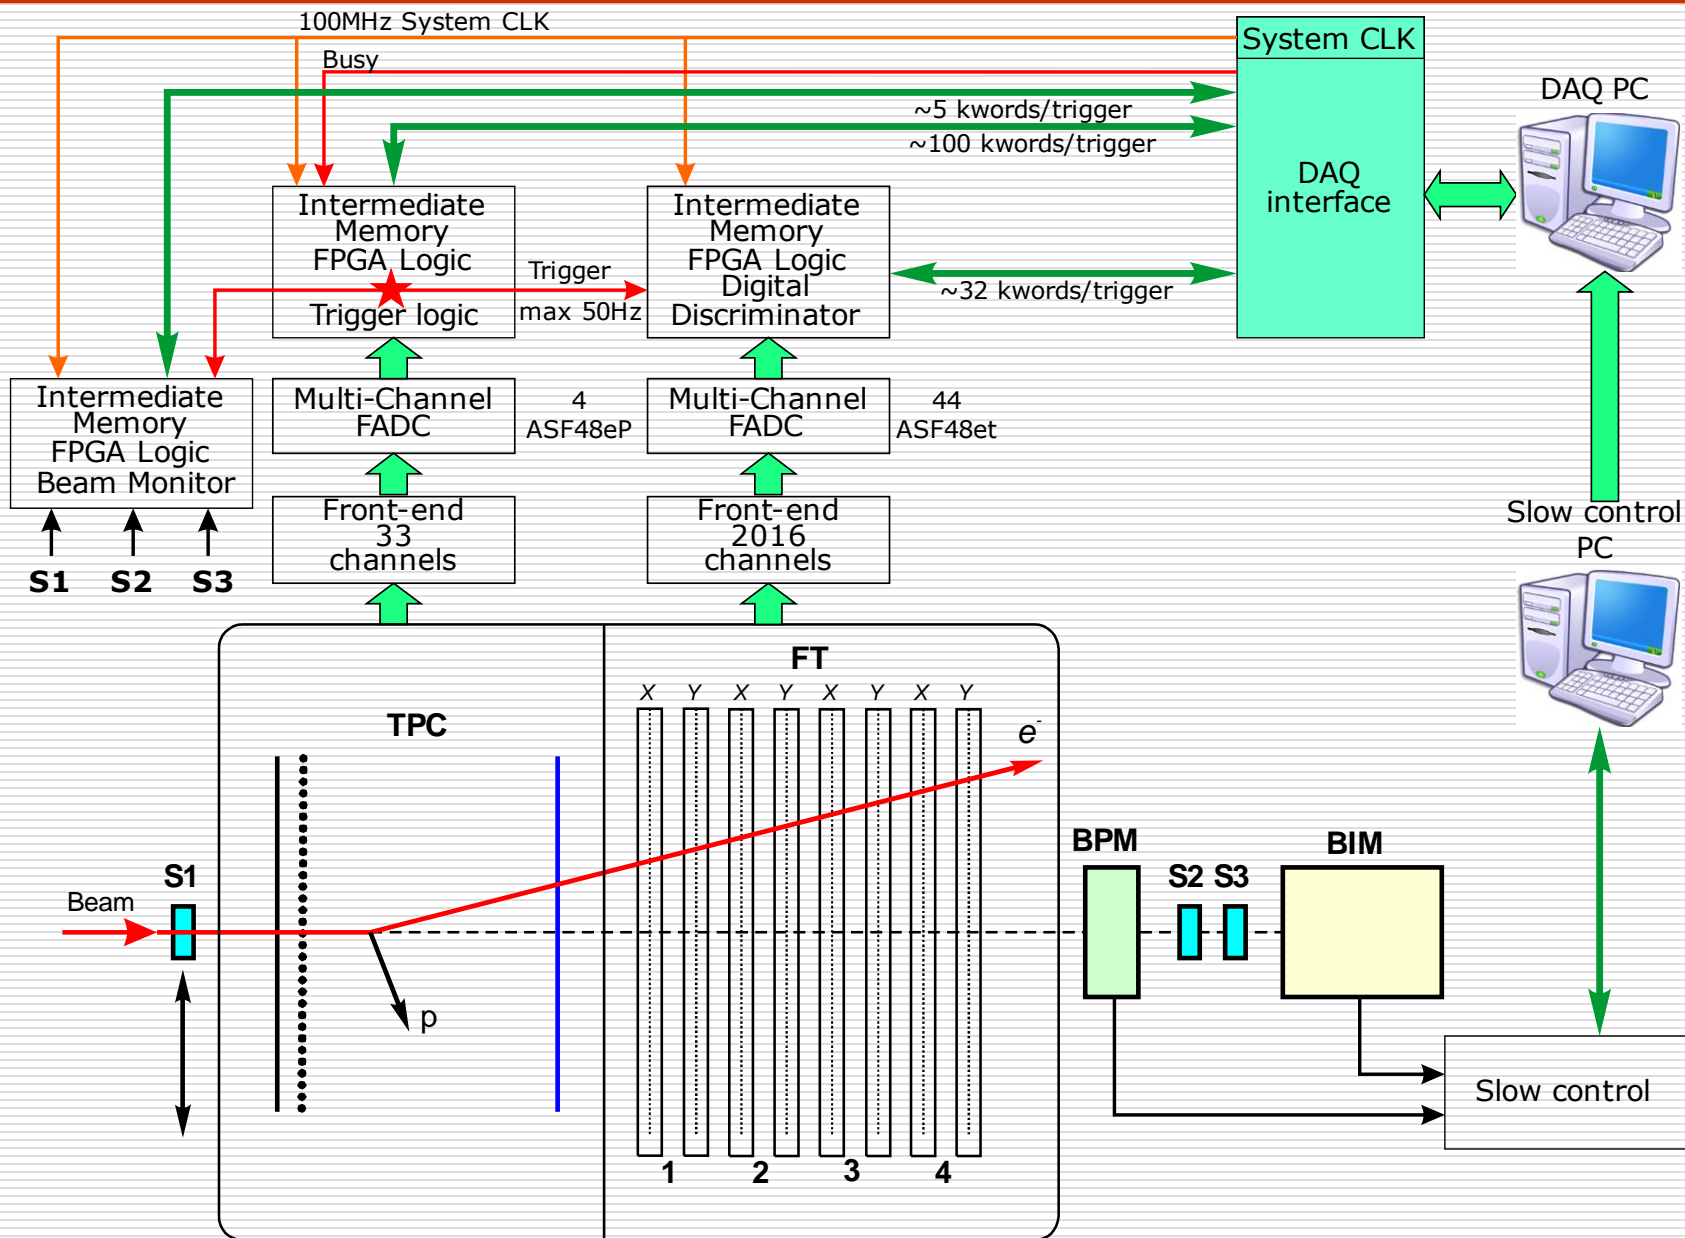 100MHz System CLK
System CLK
Busy
DAQ PC
~5 kwords/trigger
~100 kwords/trigger
DAQ
interface
Intermediate
Memory
FPGA Logic
Trigger logic
Trigger
max 50Hz
Intermediate
Memory
FPGA Logic
Digital
Discriminator
~32 kwords/trigger
Intermediate
Memory
FPGA Logic
Beam Monitor
Multi-Channel
FADC
4
ASF48eP
Multi-Channel
FADC
44
ASF48et
Front-end
33
channels
Front-end
2016
channels
Slow control
PC
S1 S2 S3
TPC
FT
X Y X Y X Y X Y
e-
Beam
S1
p
BPM
S2 S3
BIM
1 2 3 4
Slow control